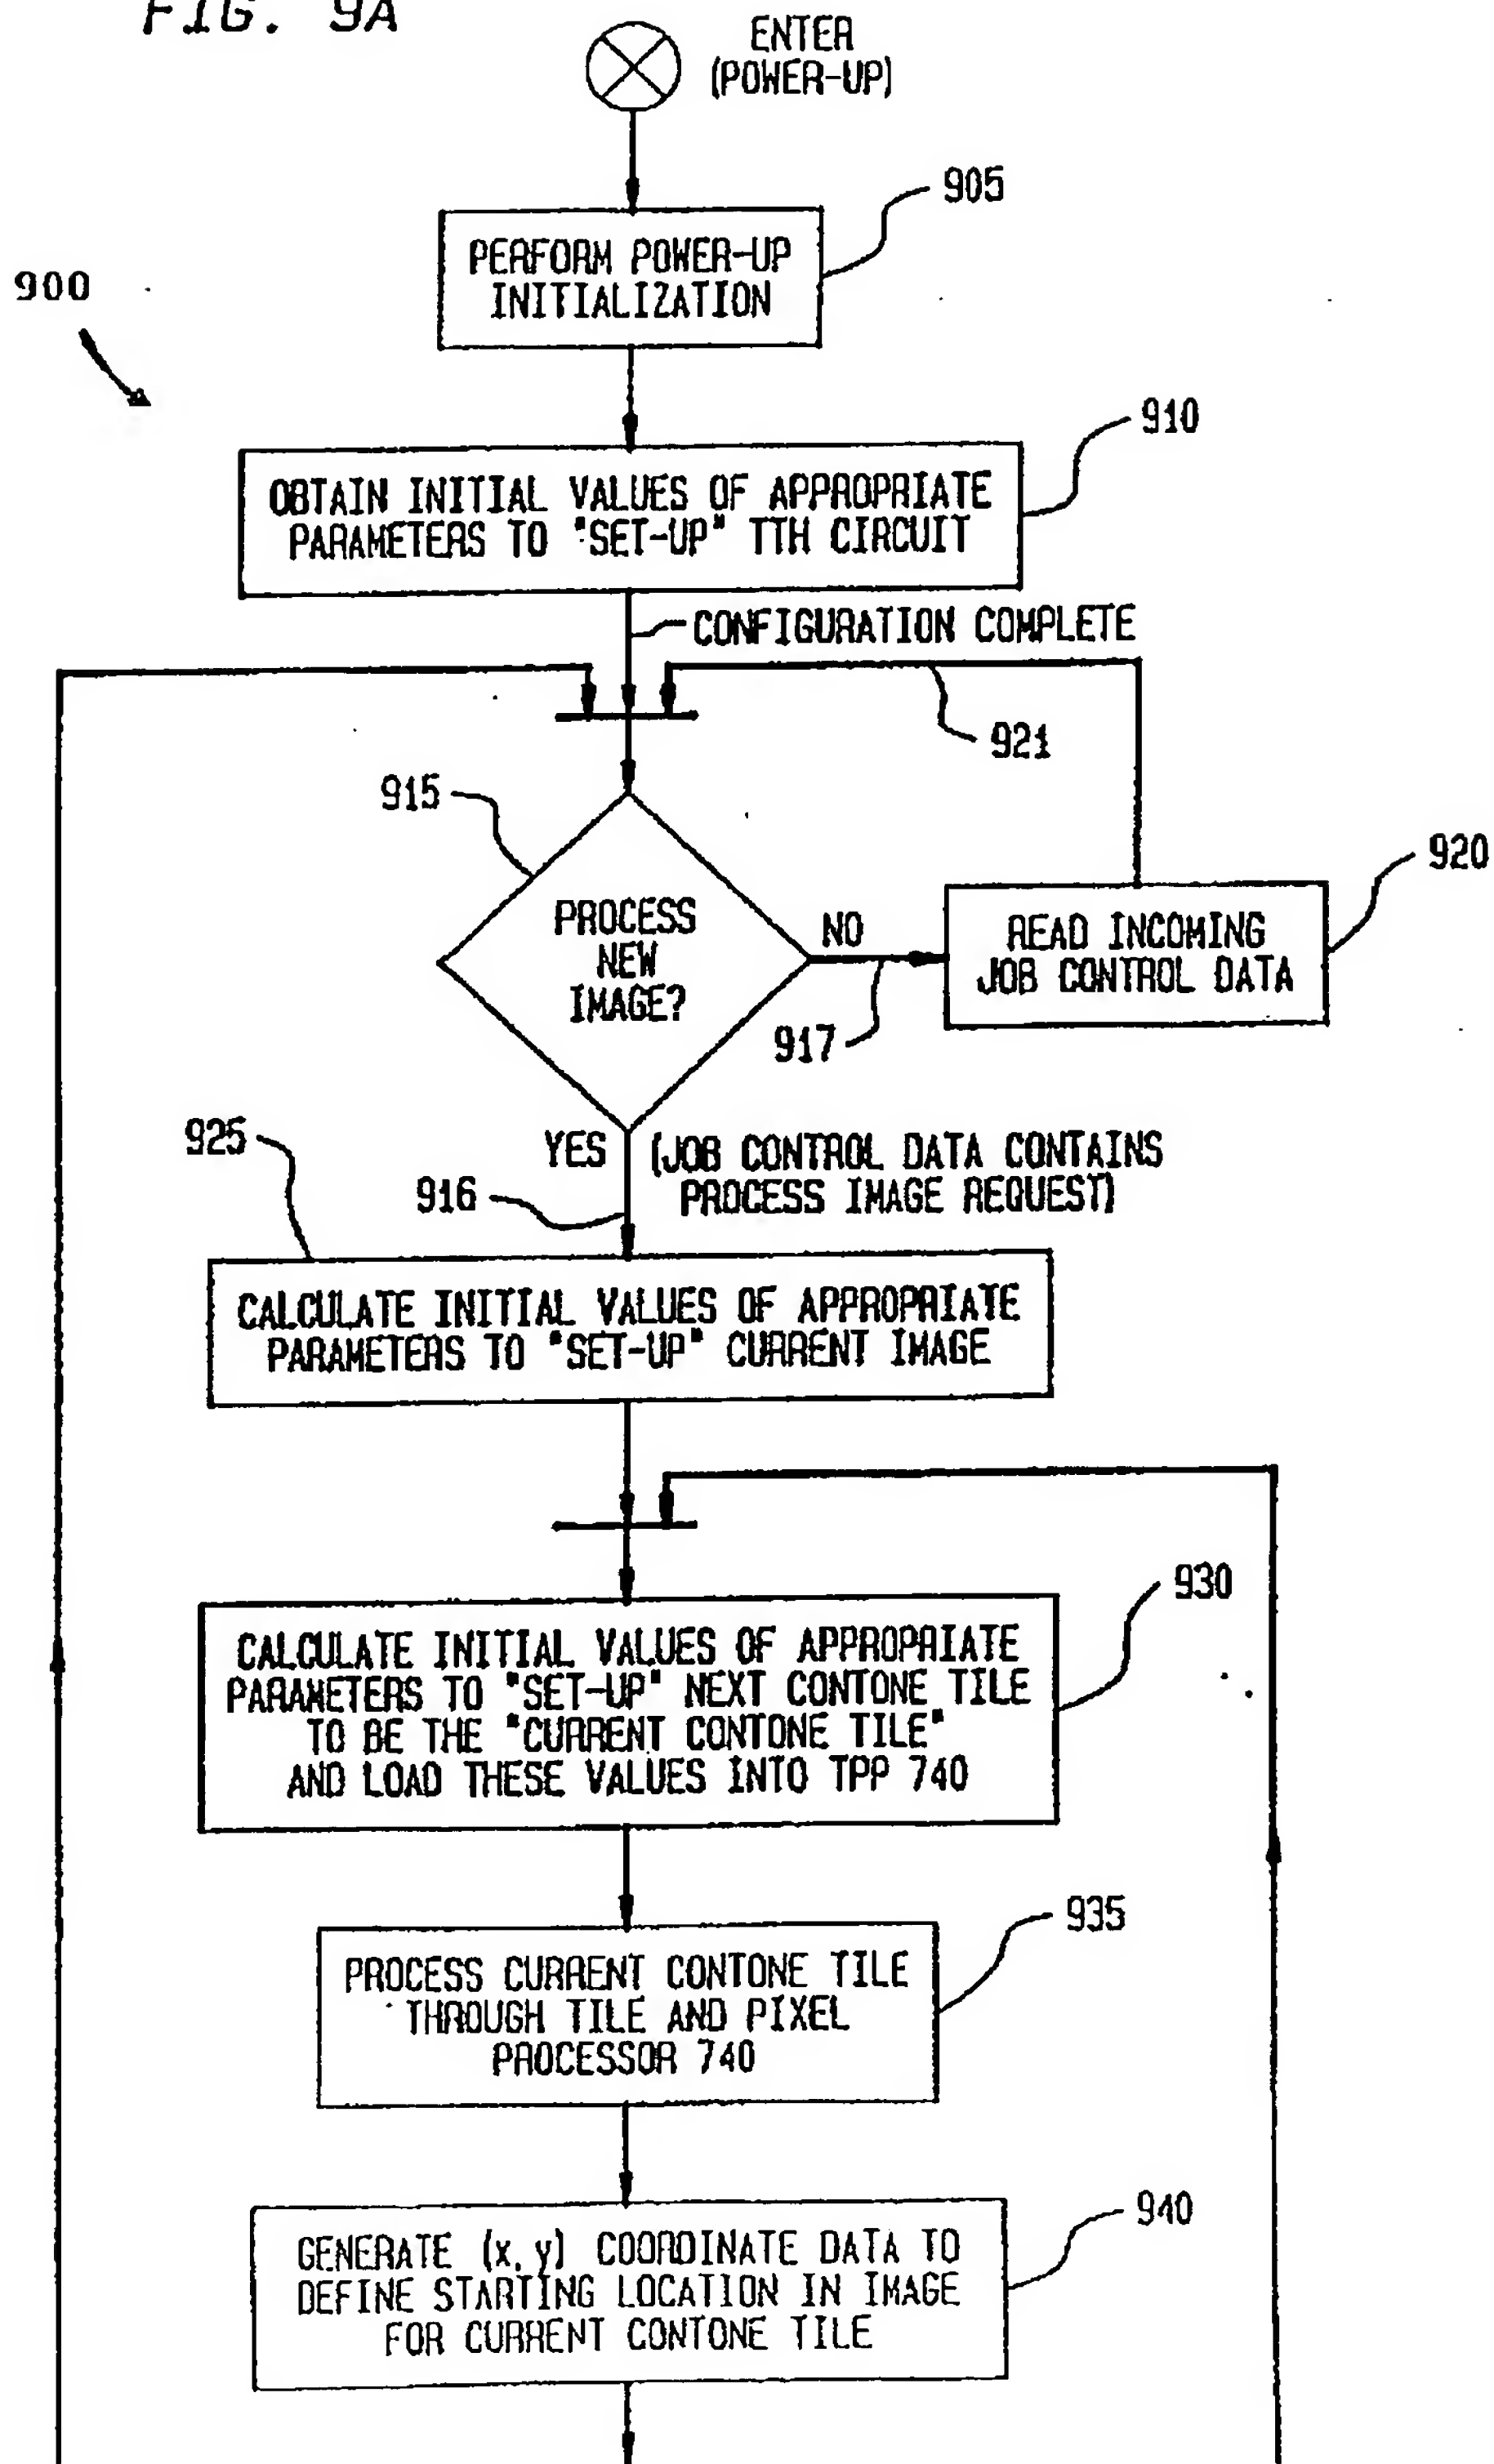 FIG. 9A
ENTER
(POWER-UP)
905
PERFORM POWER-UP
INITIALIZATION
900
910
OBTAIN INITIAL VALUES OF APPROPRIATE
PARAMETERS TO "SET-UP" TTH CIRCUIT
CONFIGURATION COMPLETE
921
915
PROCESS
NEW
IMAGE?
NO
917
920
READ INCOMING
JOB CONTROL DATA
925
YES
(JOB CONTROL DATA CONTAINS
PROCESS IMAGE REQUEST)
916
CALCULATE INITIAL VALUES OF APPROPRIATE
PARAMETERS TO "SET-UP" CURRENT IMAGE
930
CALCULATE INITIAL VALUES OF APPROPRIATE
PARAMETERS TO "SET-UP" NEXT CONTONE TILE
TO BE THE "CURRENT CONTONE TILE"
AND LOAD THESE VALUES INTO TPP 740
935
PROCESS CURRENT CONTONE TILE
THROUGH TILE AND PIXEL
PROCESSOR 740
940
GENERATE (x, y) COORDINATE DATA TO
DEFINE STARTING LOCATION IN IMAGE
FOR CURRENT CONTONE TILE